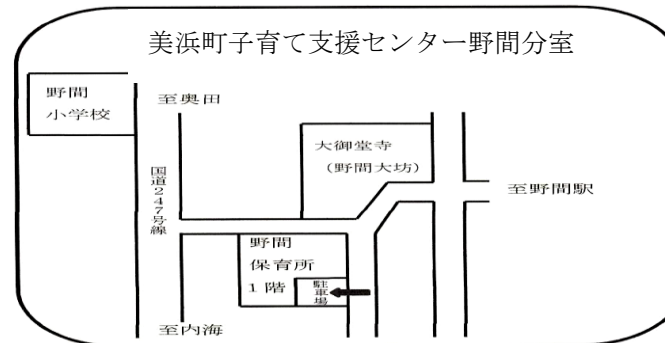 美浜町子育て支援センター野間分室
野間
小学校
至奥田
大御堂寺
(野間大坊)
国道247号線
至野間駅
野間
保育所
1階
駐車場
至内海